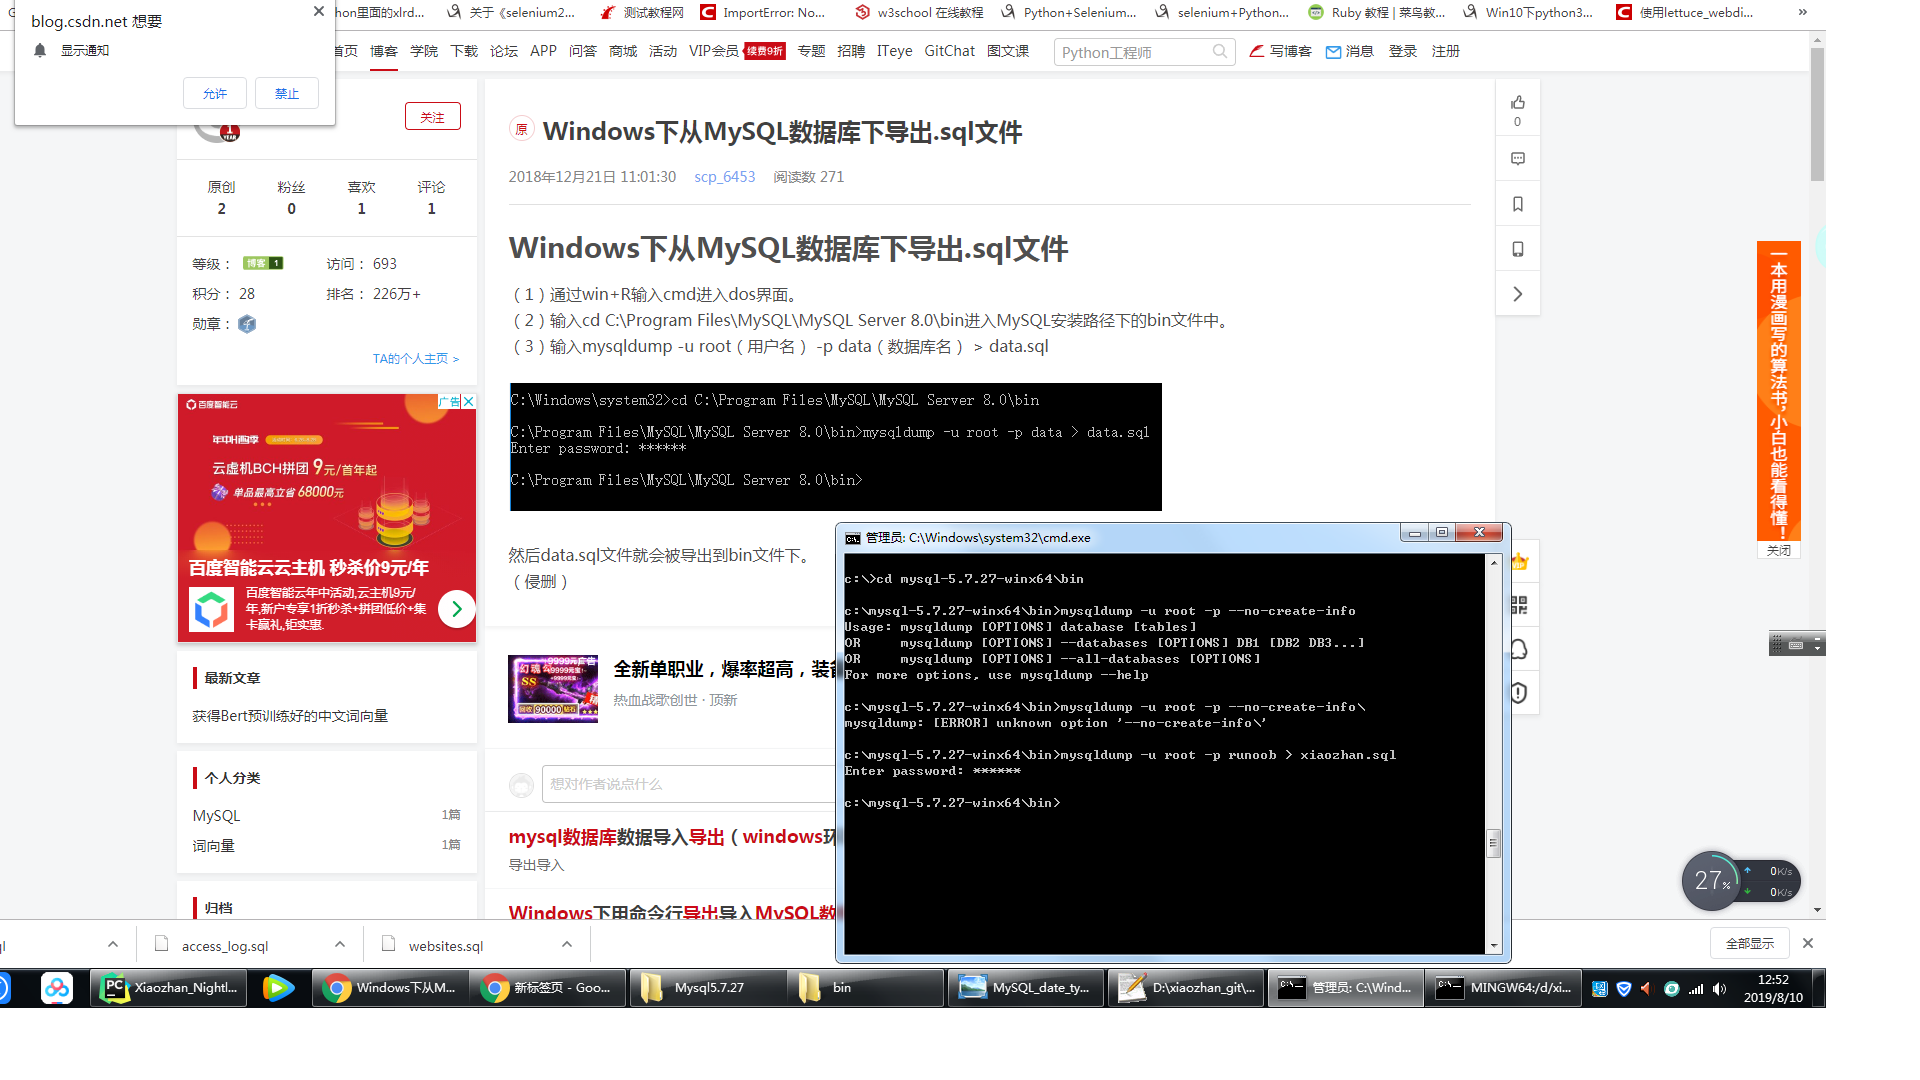 blog.csdn.net 想要
显示通知
允许
禁止
hon里面的xlrd...
关于《selenium2...
测试教程网
ImportError: No...
w3school 在线教程
Python+Selenium...
selenium+Python...
Ruby 教程 | 菜鸟教...
Win10下python3...
使用lettuce_webdi...
»
首页 博客 学院 下载 论坛 APP 问答 商城 活动 VIP会员 续费9折 专题 招聘 ITeye GitChat 图文课
Python工程师
写博客 消息 登录 注册
1
YEAR
关注
原创 粉丝 喜欢 评论
2 0 1 1
等级： 博客 1 访问： 693
积分： 28 排名： 226万+
勋章：
TA的个人主页 >
百度智能云
广告
年中H画季
云虚机BCH拼团 9元/首年起
单品最高立省 68000元
百度智能云云主机 秒杀价9元/年
百度智能云年中活动,云主机9元/
年,新户专享1折秒杀+拼团低价+集
卡赢礼,钜实惠.
最新文章
获得Bert预训练好的中文词向量
个人分类
MySQL 1篇
词向量 1篇
归档
原 Windows下从MySQL数据库下导出.sql文件
2018年12月21日 11:01:30 scp_6453 阅读数 271
Windows下从MySQL数据库下导出.sql文件
（1）通过win+R输入cmd进入dos界面。
（2）输入cd C:\Program Files\MySQL\MySQL Server 8.0\bin进入MySQL安装路径下的bin文件中。
（3）输入mysqldump -u root（用户名） -p data（数据库名） > data.sql
C:\Windows\system32>cd C:\Program Files\MySQL\MySQL Server 8.0\bin
C:\Program Files\MySQL\MySQL Server 8.0\bin>mysqldump -u root -p data > data.sql
Enter password: ******
C:\Program Files\MySQL\MySQL Server 8.0\bin>
然后data.sql文件就会被导出到bin文件下。
（侵删）
幻魂 9999元广告
+9999元宝!
+9999元宝!
SS
回收 90000 钻石
全新单职业，爆率超高，装备
热血战歌创世 · 顶新
想对作者说点什么
mysql数据库数据导入导出（windows环
导出导入
Windows下用命令行导出导入MySQL数
0
VIP
一本用漫画写的算法书，小白也能看得懂！
关闭
管理员: C:\Windows\system32\cmd.exe
c:\>cd mysql-5.7.27-winx64\bin
c:\mysql-5.7.27-winx64\bin>mysqldump -u root -p --no-create-info
Usage: mysqldump [OPTIONS] database [tables]
OR     mysqldump [OPTIONS] --databases [OPTIONS] DB1 [DB2 DB3...]
OR     mysqldump [OPTIONS] --all-databases [OPTIONS]
For more options, use mysqldump --help
c:\mysql-5.7.27-winx64\bin>mysqldump -u root -p --no-create-info\
mysqldump: [ERROR] unknown option '--no-create-info\'
c:\mysql-5.7.27-winx64\bin>mysqldump -u root -p runoob > xiaozhan.sql
Enter password: ******
c:\mysql-5.7.27-winx64\bin>
27%
0K/s
0K/s
ql
access_log.sql
websites.sql
全部显示
Xiaozhan_Nightl...
Windows下从M...
新标签页 - Goo...
Mysql5.7.27
bin
MySQL_date_ty...
D:\xiaozhan_git\...
管理员: C:\Wind...
MINGW64:/d/xi...
12:52
2019/8/10